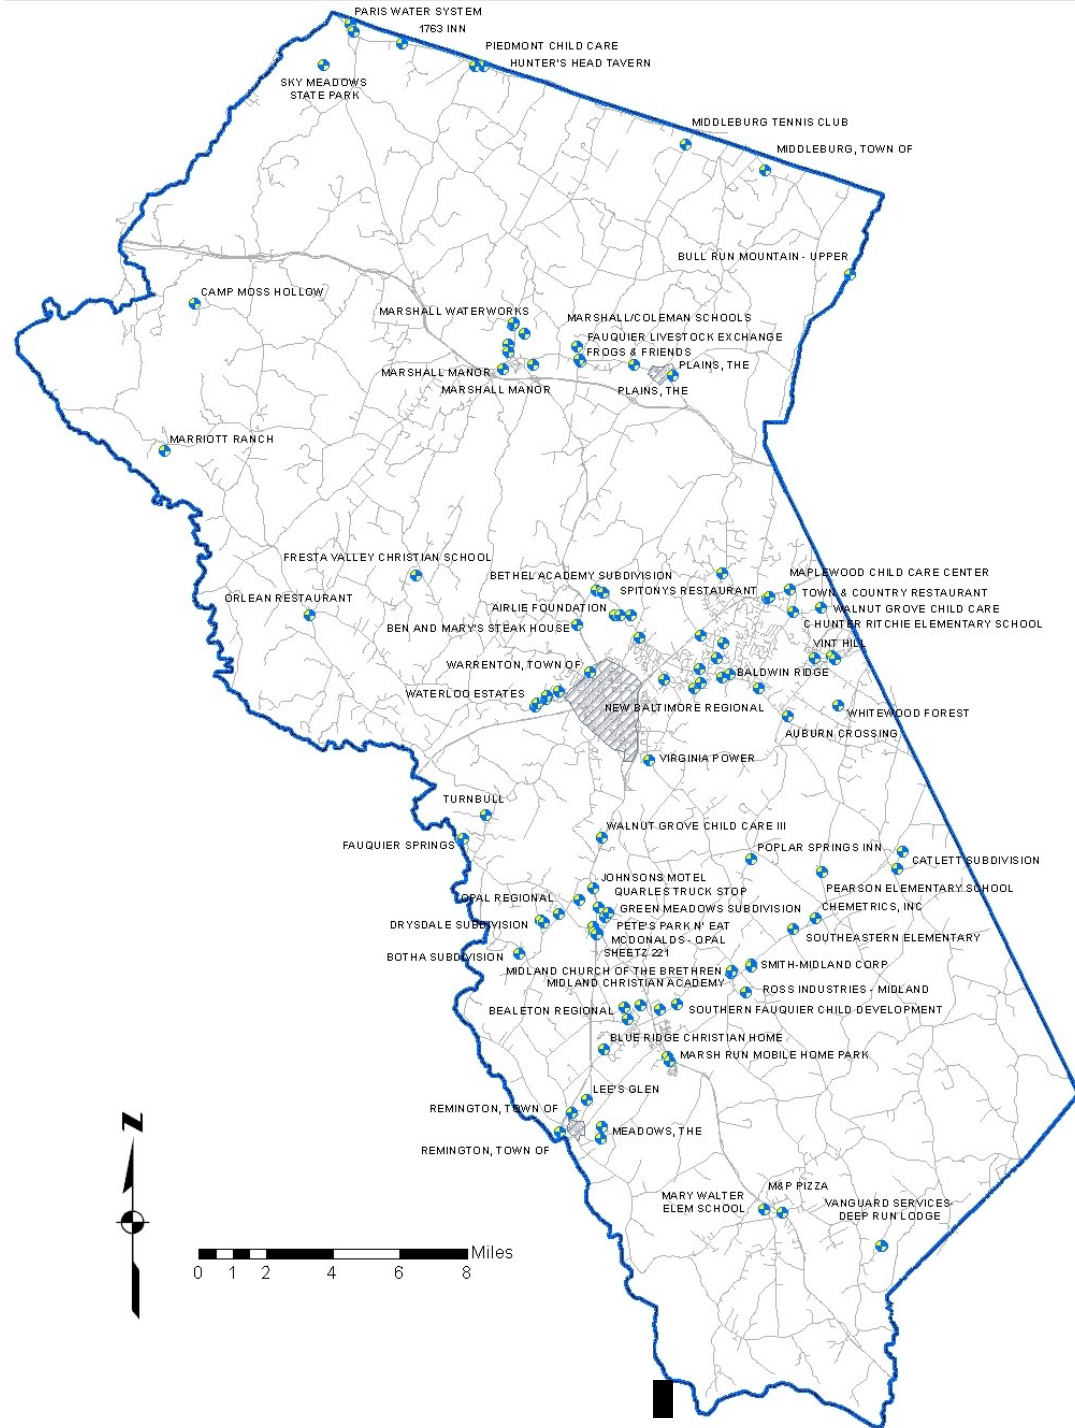 PARIS WATER SYSTEM
1763 INN
PIEDMONT CHILD CARE
HUNTER'S HEAD TAVERN
SKY MEADOWS
STATE PARK
MIDDLEBURG TENNIS CLUB
MIDDLEBURG, TOWN OF
BULL RUN MOUNTAIN - UPPER
CAMP MOSS HOLLOW
MARSHALL WATERWORKS
MARSHALL/COLEMAN SCHOOLS
FAUQUIER LIVESTOCK EXCHANGE
FROGS & FRIENDS
PLAINS, THE
MARSHALL MANOR
MARSHALL MANOR
PLAINS, THE
MARRIOTT RANCH
FRESTA VALLEY CHRISTIAN SCHOOL
BETHEL ACADEMY SUBDIVISION
MAPLEWOOD CHILD CARE CENTER
SPITONYS RESTAURANT
TOWN & COUNTRY RESTAURANT
ORLEAN RESTAURANT
AIRLIE FOUNDATION
WALNUT GROVE CHILD CARE
BEN AND MARY'S STEAK HOUSE
C HUNTER RITCHIE ELEMENTARY SCHOOL
VINT HILL
WARRENTON, TOWN OF
BALDWIN RIDGE
WATERLOO ESTATES
NEW BALTIMORE REGIONAL
WHITEWOOD FOREST
AUBURN CROSSING
VIRGINIA POWER
TURNBULL
WALNUT GROVE CHILD CARE III
FAUQUIER SPRINGS
POPLAR SPRINGS INN
CATLETT SUBDIVISION
JOHNSONS MOTEL
PEARSON ELEMENTARY SCHOOL
QUARLES TRUCK STOP
OPAL REGIONAL
GREEN MEADOWS SUBDIVISION
CHEMETRICS, INC
DRYSDALE SUBDIVISION
PETE'S PARK N' EAT
MCDONALDS - OPAL
SOUTHEASTERN ELEMENTARY
SHEETZ 221
BOTHA SUBDIVISION
MIDLAND CHURCH OF THE BRETHREN
SMITH-MIDLAND CORP
MIDLAND CHRISTIAN ACADEMY
ROSS INDUSTRIES - MIDLAND
BEALETON REGIONAL
SOUTHERN FAUQUIER CHILD DEVELOPMENT
BLUE RIDGE CHRISTIAN HOME
MARSH RUN MOBILE HOME PARK
LEE'S GLEN
REMINGTON, TOWN OF
MEADOWS, THE
REMINGTON, TOWN OF
M&P PIZZA
MARY WALTER
ELEM SCHOOL
VANGUARD SERVICES-
DEEP RUN LODGE
N
Miles
0 1 2 4 6 8